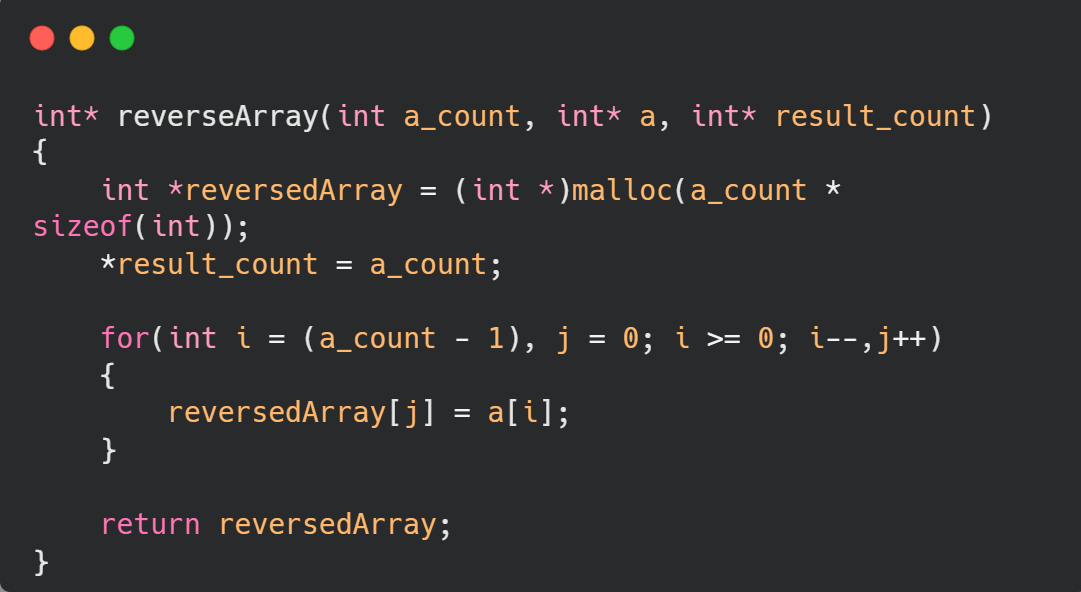 int* reverseArray(int a_count, int* a, int* result_count)
{
    int *reversedArray = (int *)malloc(a_count *
sizeof(int));
    *result_count = a_count;

    for(int i = (a_count - 1), j = 0; i >= 0; i--,j++)
    {
        reversedArray[j] = a[i];
    }

    return reversedArray;
}